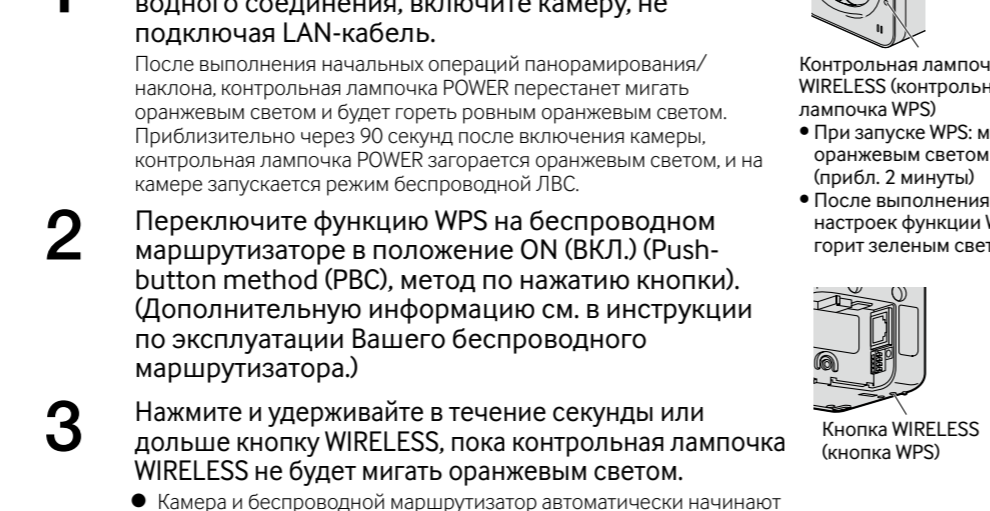 1
водного соединения, включите камеру, не
подключая LAN-кабель.
После выполнения начальных операций панорамирования/
наклона, контрольная лампочка POWER перестанет мигать
оранжевым светом и будет гореть ровным оранжевым светом.
Приблизительно через 90 секунд после включения камеры,
контрольная лампочка POWER загорается оранжевым светом, и на
камере запускается режим беспроводной ЛВС.
2
Переключите функцию WPS на беспроводном
маршрутизаторе в положение ON (ВКЛ.) (Push-
button method (PBC), метод по нажатию кнопки).
(Дополнительную информацию см. в инструкции
по эксплуатации Вашего беспроводного
маршрутизатора.)
3
Нажмите и удерживайте в течение секунды или
дольше кнопку WIRELESS, пока контрольная лампочка
WIRELESS не будет мигать оранжевым светом.
● Камера и беспроводной маршрутизатор автоматически начинают
Контрольная лампоч
WIRELESS (контрольн
лампочка WPS)
● При запуске WPS: м
оранжевым светом
(прибл. 2 минуты)
● После выполнения
настроек функции W
горит зеленым свет
Кнопка WIRELESS
(кнопка WPS)